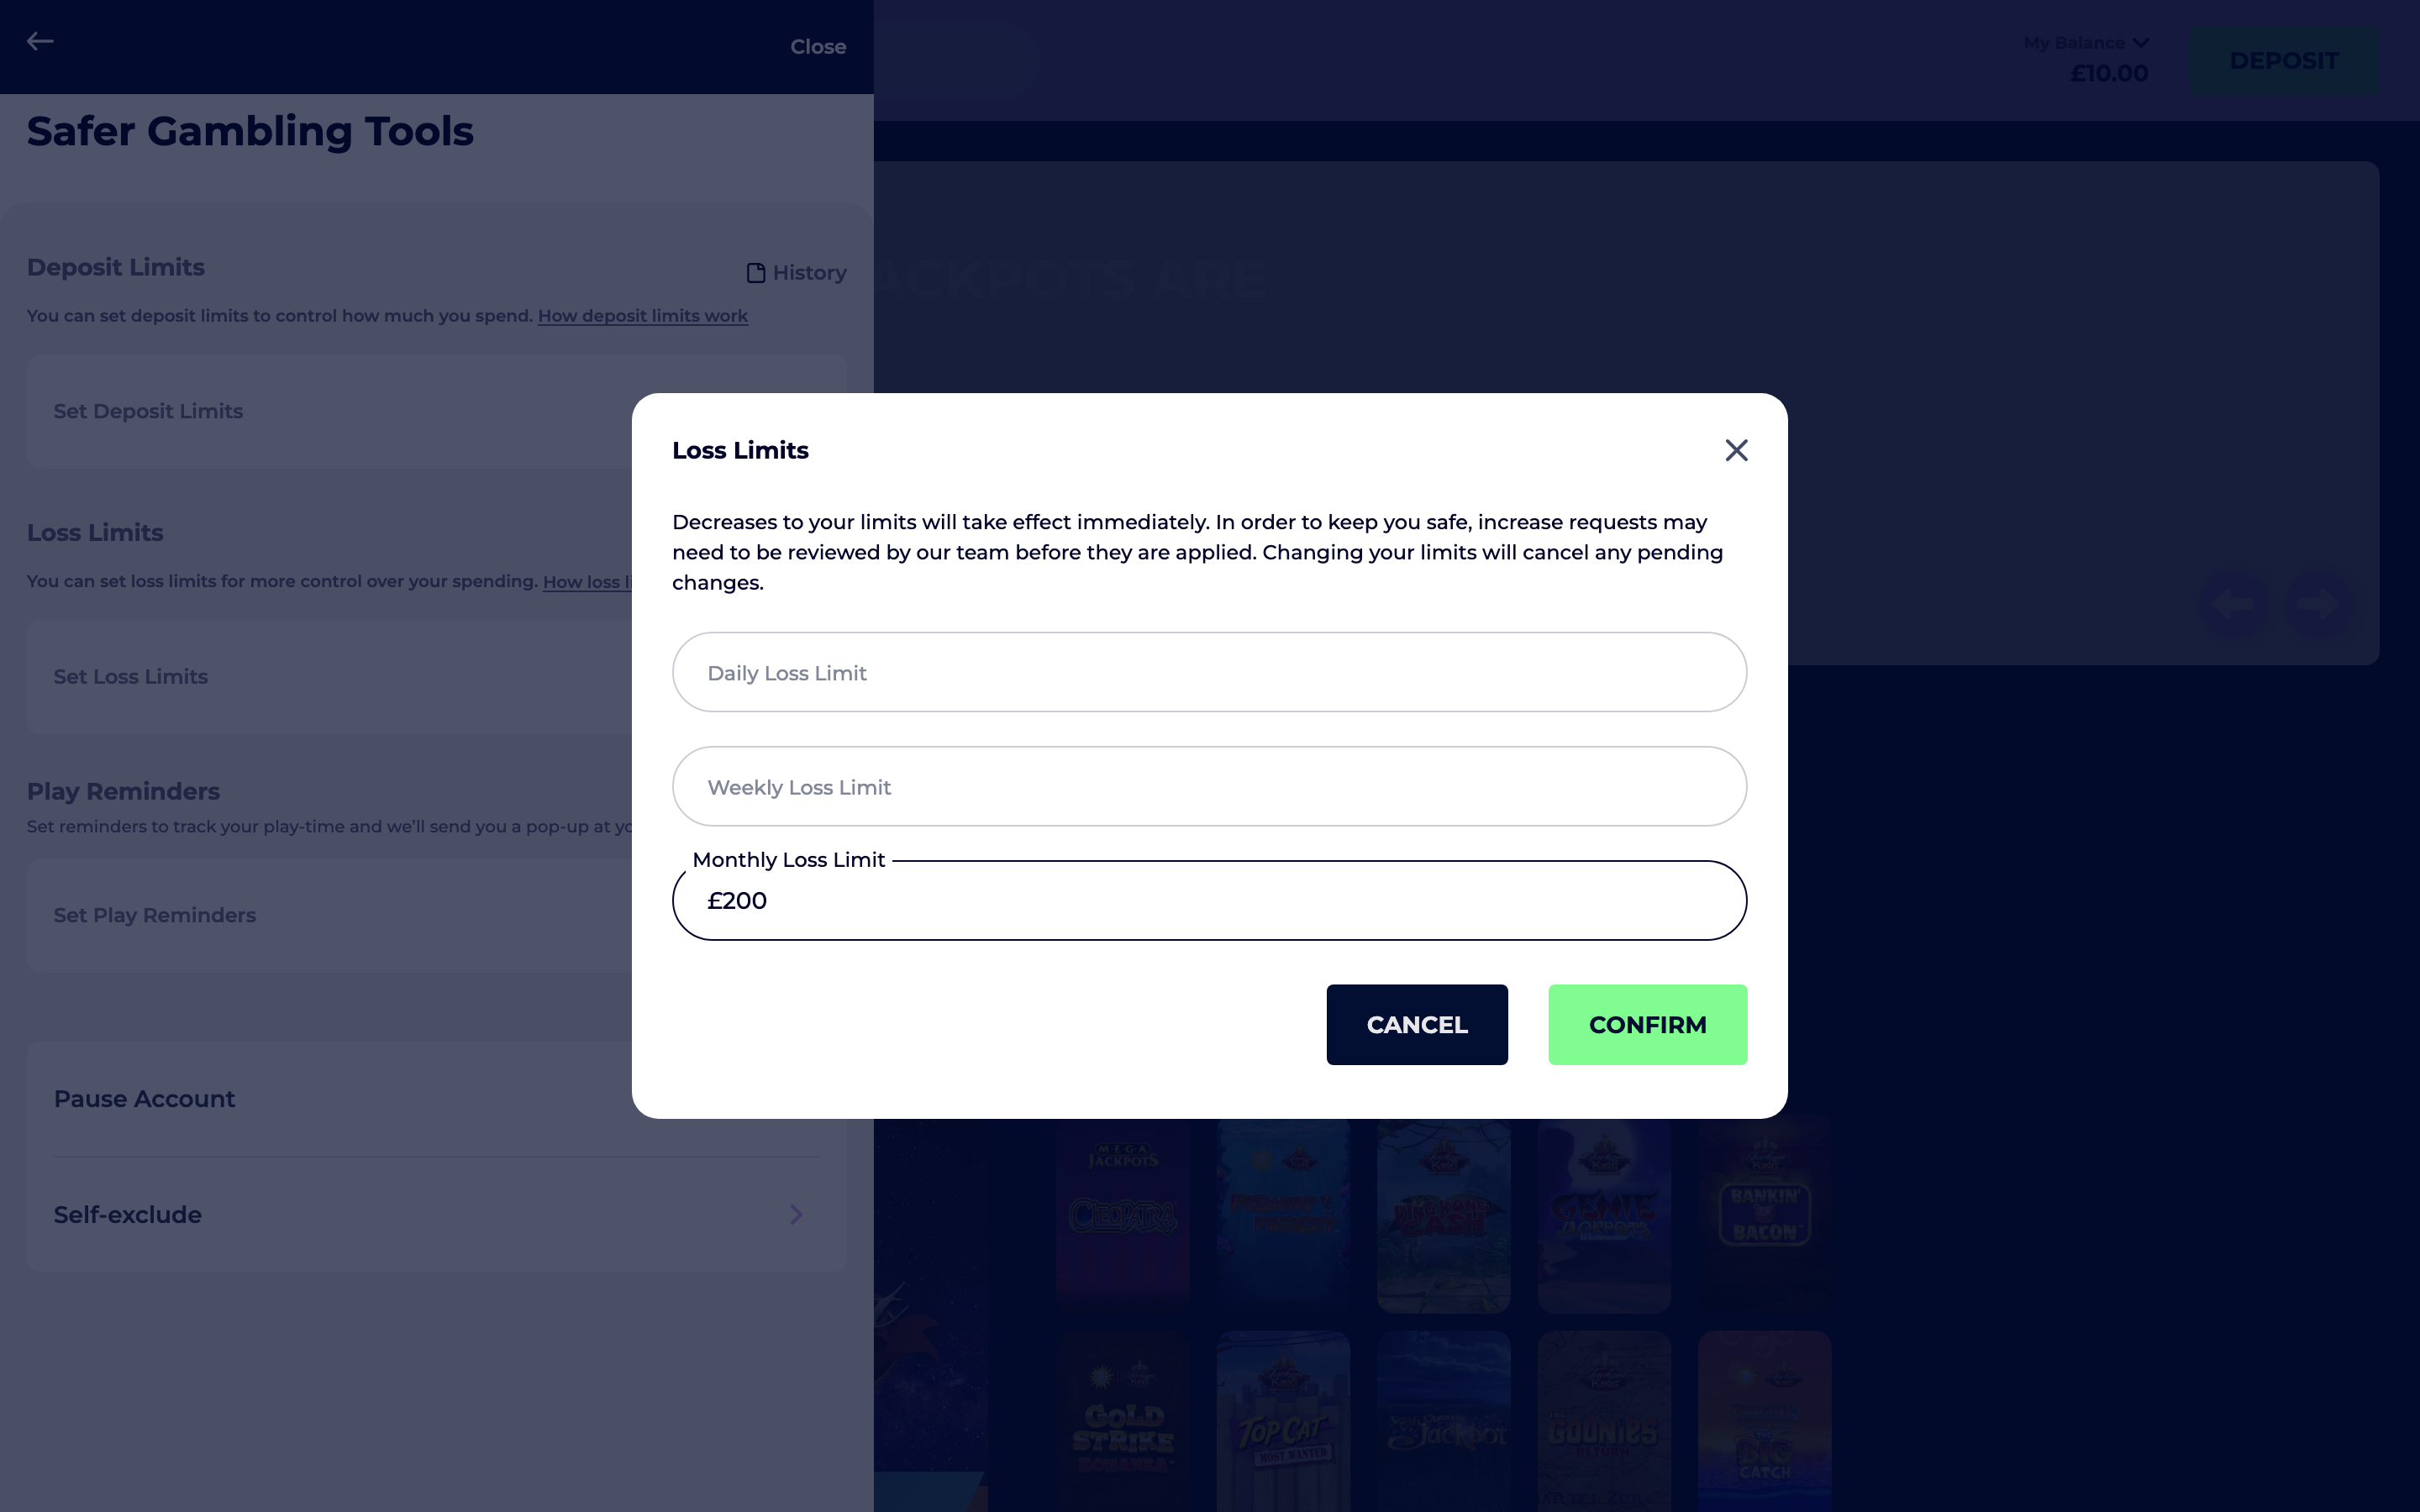 Close
My Balance
£10.00
DEPOSIT
Safer Gambling Tools
Deposit Limits
History
You can set deposit limits to control how much you spend. How deposit limits work
Set Deposit Limits
ACKPOTS ARE
Loss Limits
You can set loss limits for more control over your spending. How loss li
Set Loss Limits
Play Reminders
Set reminders to track your play-time and we'll send you a pop-up at yo
Set Play Reminders
Pause Account
Self-exclude
Loss Limits
Decreases to your limits will take effect immediately. In order to keep you safe, increase requests may
need to be reviewed by our team before they are applied. Changing your limits will cancel any pending
changes.
Daily Loss Limit
Weekly Loss Limit
Monthly Loss Limit
£200
CANCEL
CONFIRM
MEGA
JACKPOTS
CLEOPATRA
GENIE
JACKPOTS
BANKIN'
BACON
GOLD
STRIKE
BONANZA
TOP CAT
MOST WANTED
Jackpot
GOONIES
RETURN
BIG
CATCH